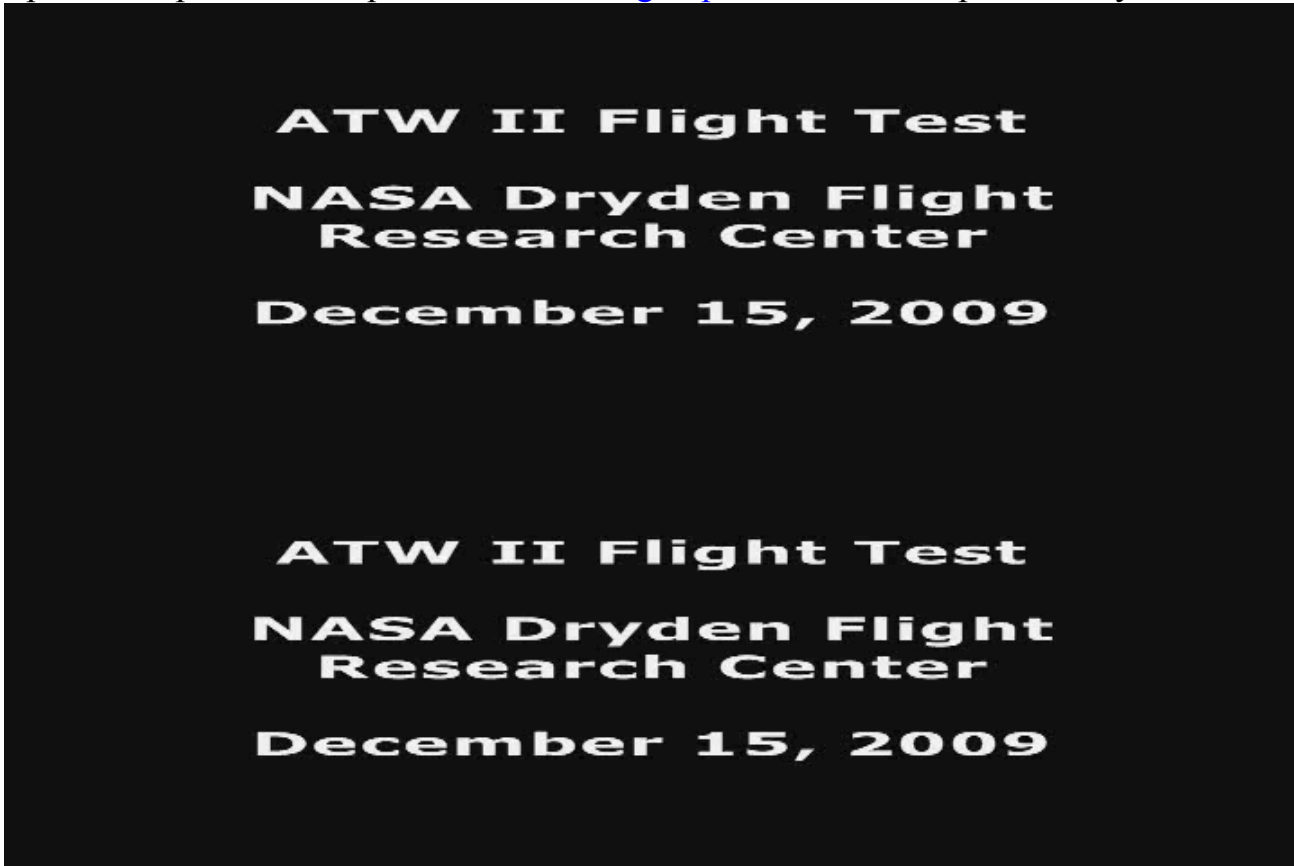 ATW II Flight Test
NASA Dryden Flight
Research Center
December 15, 2009
ATW II Flight Test
NASA Dryden Flight
Research Center
December 15, 2009